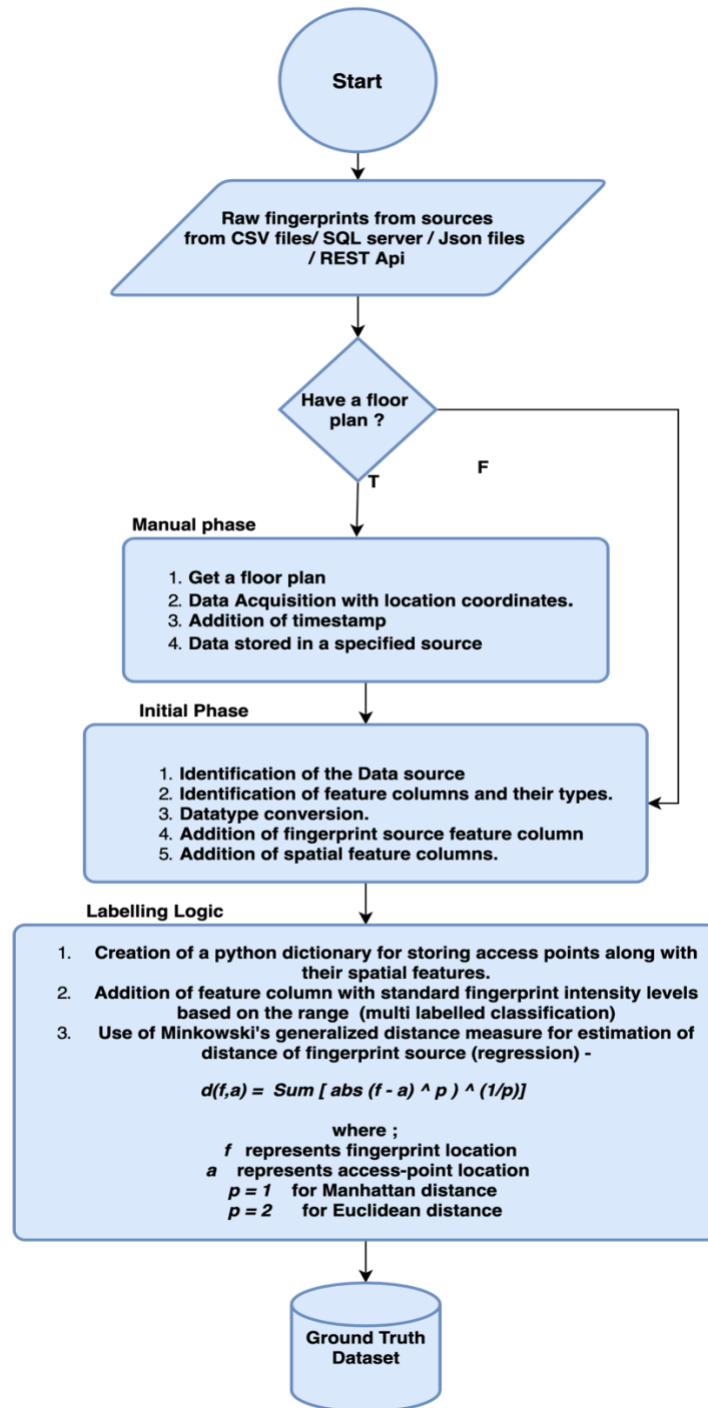 Start
Raw fingerprints from sources
from CSV files/ SQL server / Json files
/ REST Api
Have a floor
plan ?
T
F
Manual phase
1. Get a floor plan
2. Data Acquisition with location coordinates.
3. Addition of timestamp
4. Data stored in a specified source
Initial Phase
1. Identification of the Data source
2. Identification of feature columns and their types.
3. Datatype conversion.
4. Addition of fingerprint source feature column
5. Addition of spatial feature columns.
Labelling Logic
1. Creation of a python dictionary for storing access points along with
their spatial features.
2. Addition of feature column with standard fingerprint intensity levels
based on the range (multi labelled classification)
3. Use of Minkowski's generalized distance measure for estimation of
distance of fingerprint source (regression) -
d(f,a) = Sum [ abs (f - a) ^ p ) ^ (1/p)]
where ;
f represents fingerprint location
a represents access-point location
p = 1 for Manhattan distance
p = 2 for Euclidean distance
Ground Truth
Dataset